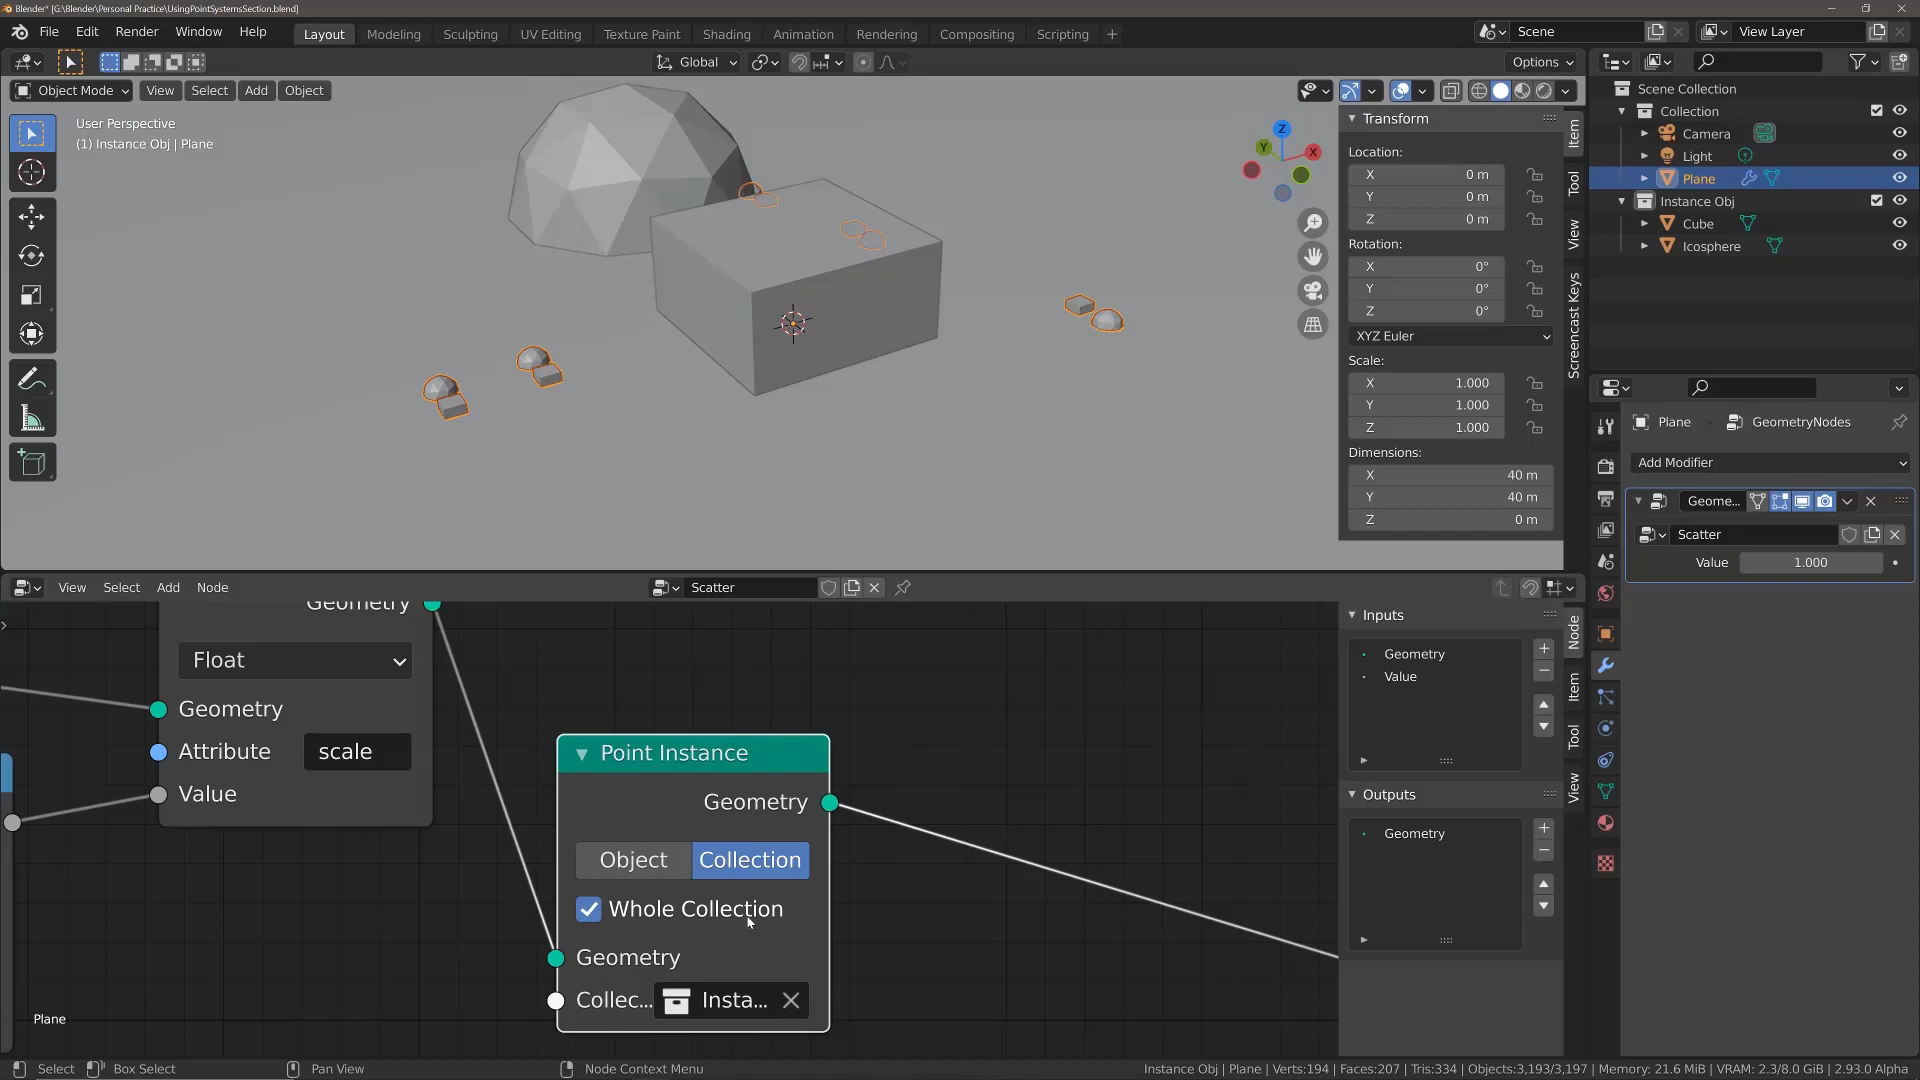 Blender* [G:\Blender\Personal Practice\UsingPointSystemsSection.blend]
File Edit Render Window Help Layout Modeling Sculpting UV Editing Texture Paint Shading Animation Rendering Compositing Scripting + Scene View Layer
Global Options
Object Mode View Select Add Object
User Perspective
(1) Instance Obj | Plane
Z
Y
X
Transform
Location:
X 0 m
Y 0 m
Z 0 m
Rotation:
X 0°
Y 0°
Z 0°
XYZ Euler
Scale:
X 1.000
Y 1.000
Z 1.000
Dimensions:
X 40 m
Y 40 m
Z 0 m
Item
Tool
View
Screencast Keys
Scene Collection
Collection
Camera
Light
Plane
Instance Obj
Cube
Icosphere
Plane GeometryNodes
Add Modifier
Geome...
Scatter
Value 1.000
View Select Add Node Scatter
Geometry
Float
Geometry
Attribute scale
Value
Point Instance
Geometry
Object Collection
Whole Collection
Geometry
Collec... Insta...
Plane
Inputs
Geometry
Value
Outputs
Geometry
Node
Item
Tool
View
Select Box Select Pan View Node Context Menu Instance Obj | Plane | Verts:194 | Faces:207 | Tris:334 | Objects:3,193/3,197 | Memory: 21.6 MiB | VRAM: 2.3/8.0 GiB | 2.93.0 Alpha